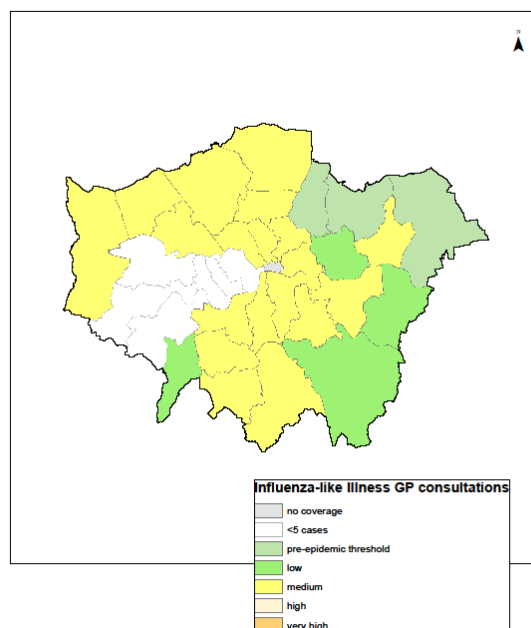 N
Influenza-like Illness GP consultations
no coverage
<5 cases
pre-epidemic threshold
low
medium
high
very high